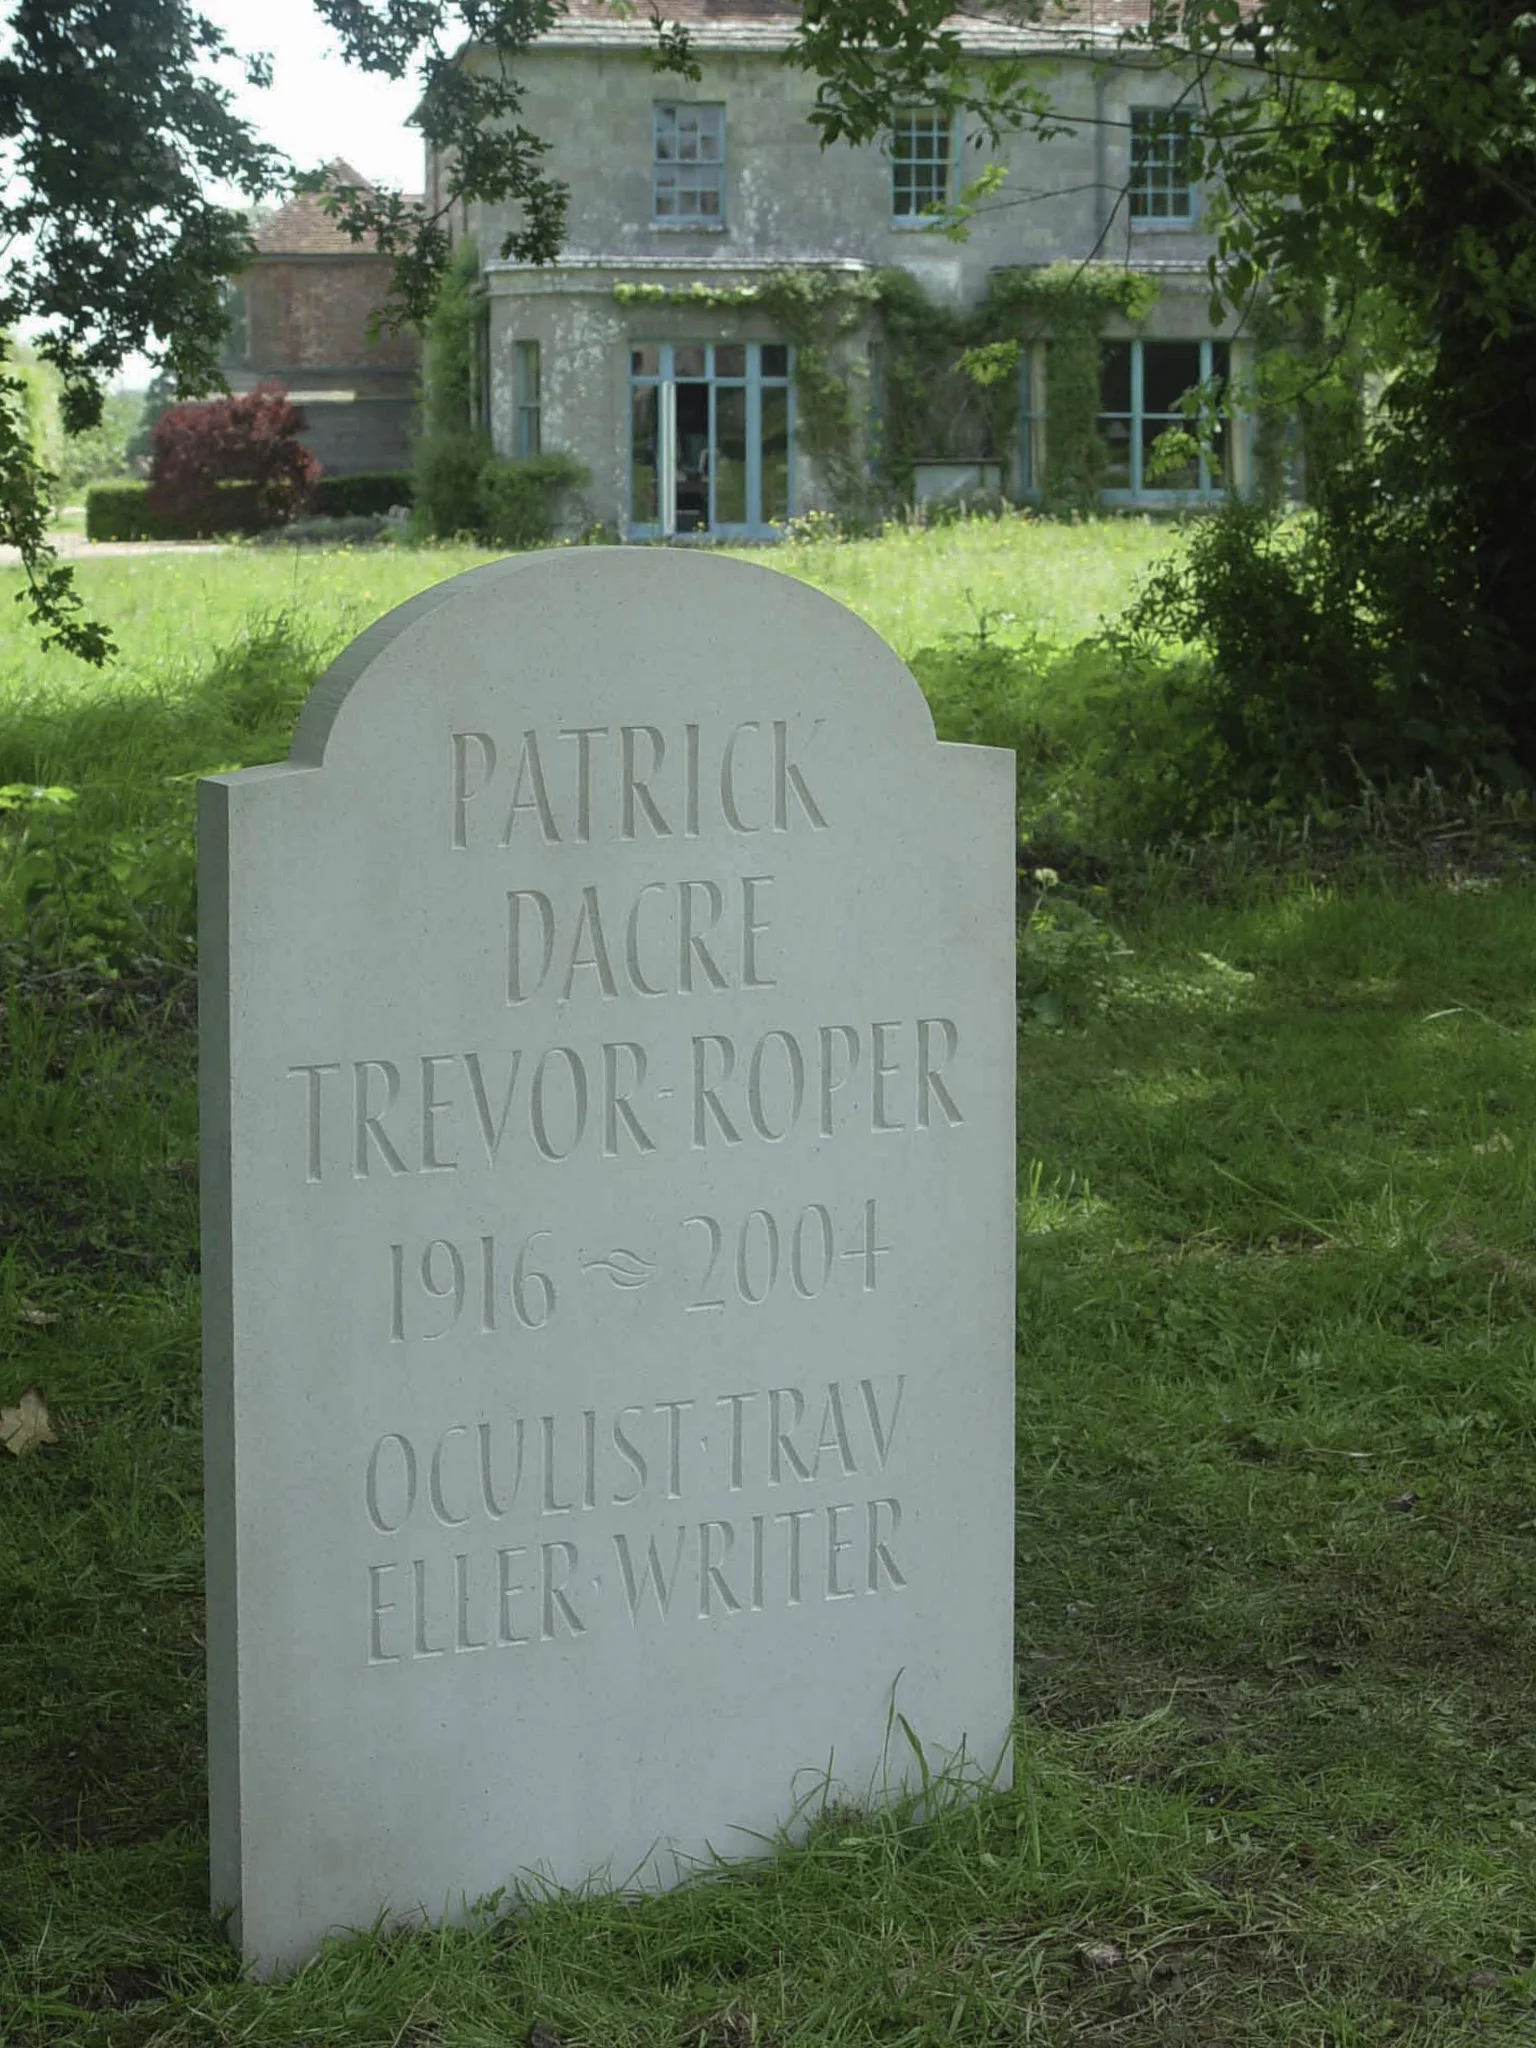 PATRICK
DACRE
TREVOR-ROPER
1916 ~ 2004
OCULIST · TRAV
ELLER · WRITER